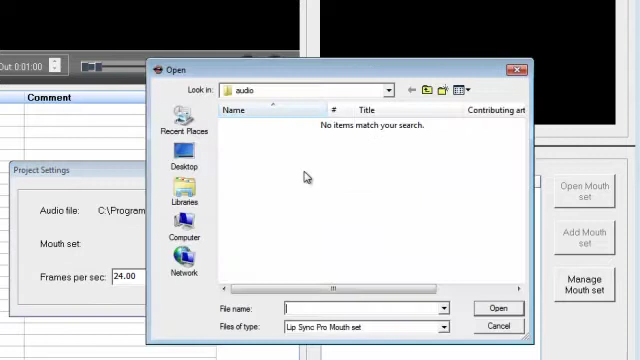 Out 0:01:00
Comment
Open
Look in:
audio
Name
#
Title
Contributing art
No items match your search.
Recent Places
Desktop
Libraries
Computer
Network
Project Settings
Audio file: C:\Program
Mouth set:
Frames per sec: 24.00
Open Mouth
set
Add Mouth
set
Manage
Mouth set
File name:
Open
Files of type:
Lip Sync Pro Mouth set
Cancel